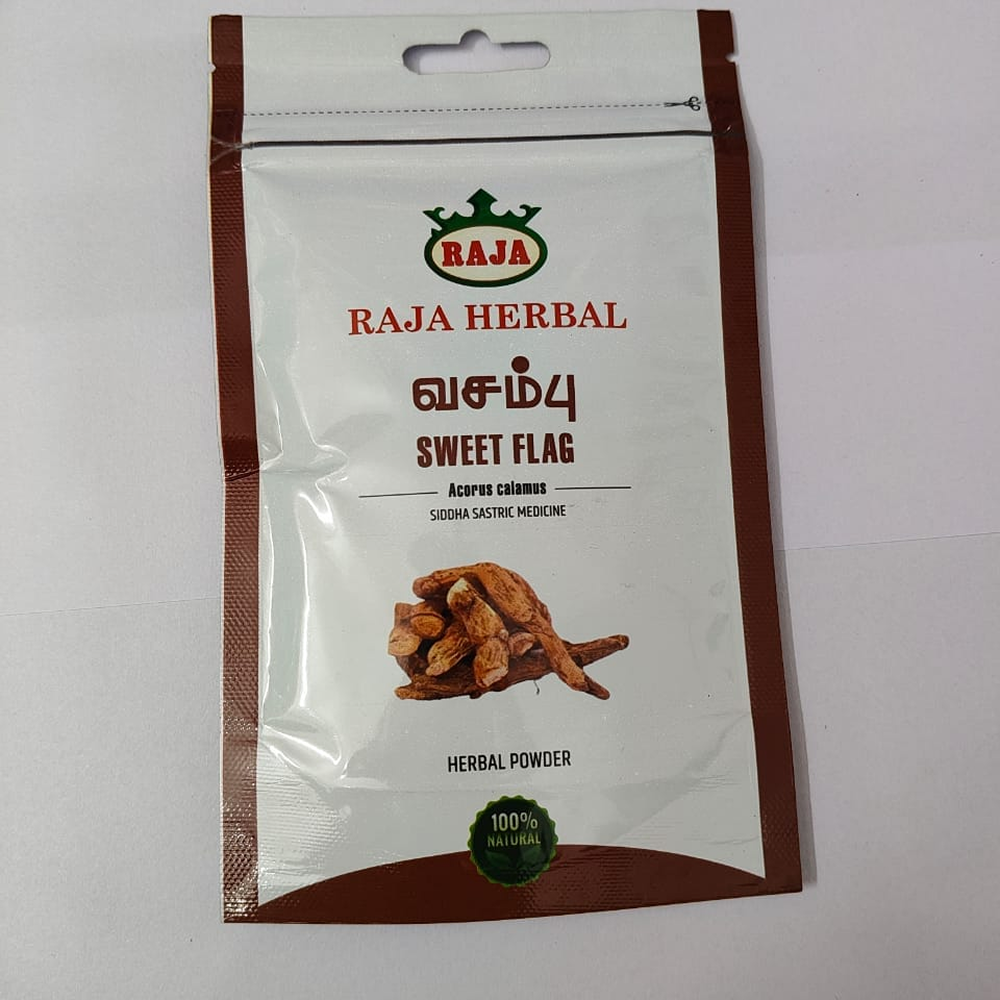 RAJA
RAJA HERBAL
வசம்பு
SWEET FLAG
Acorus calamus
SIDDHA SASTRIC MEDICINE
HERBAL POWDER
100%
NATURAL